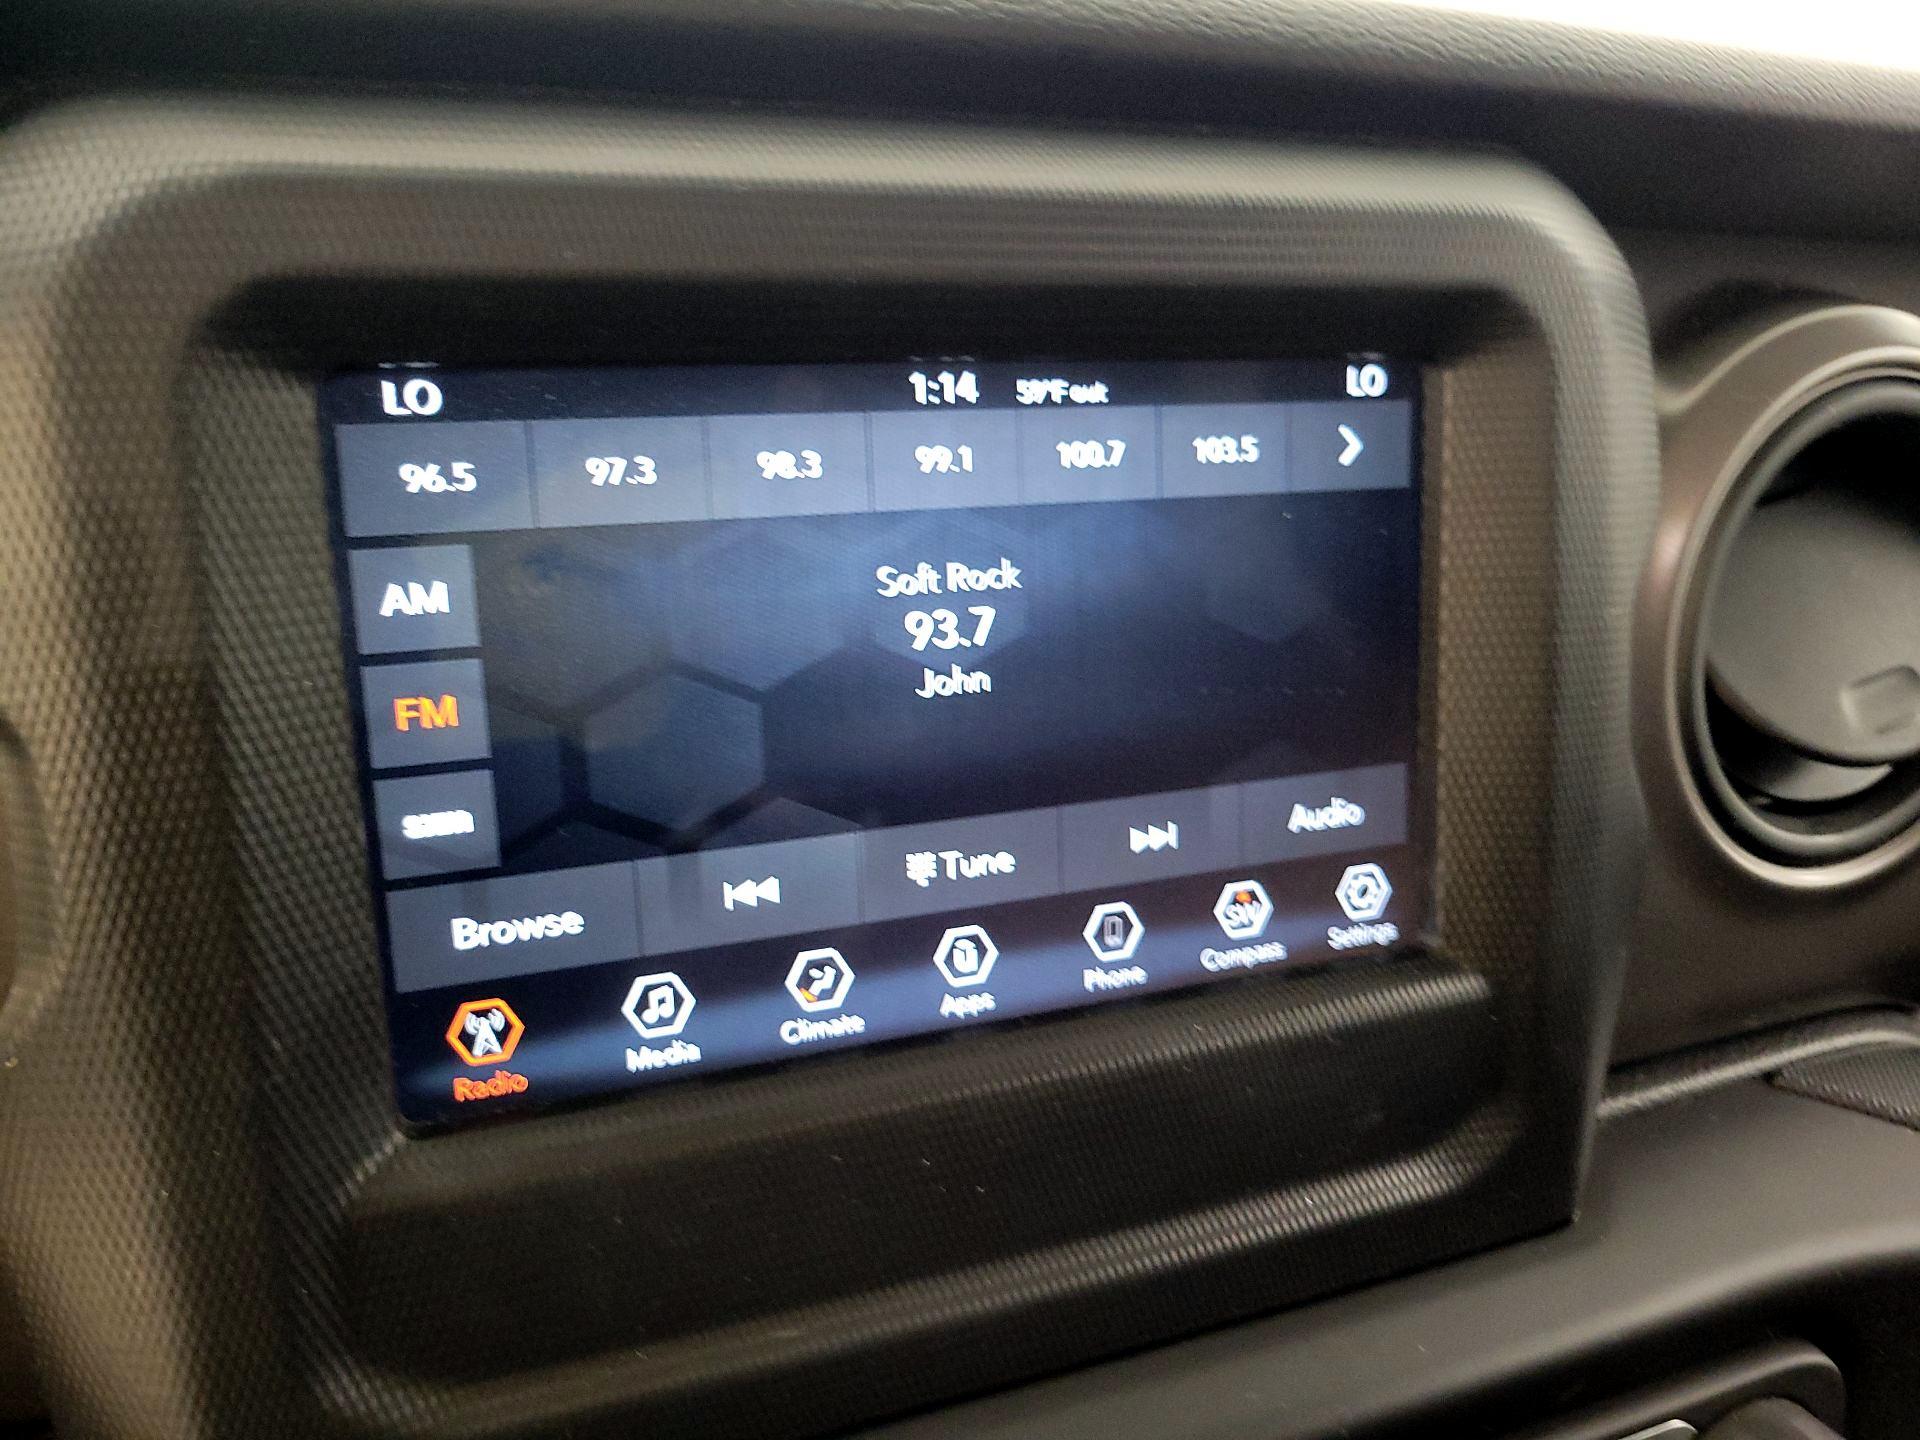 LO 1:14 59°F out LO
96.5 97.3 98.3 99.1 100.7 103.5
AM
FM
Soft Rock
93.7
John
Browse Tune Audio
Radio Media Climate Apps Phone SW Compass Settings